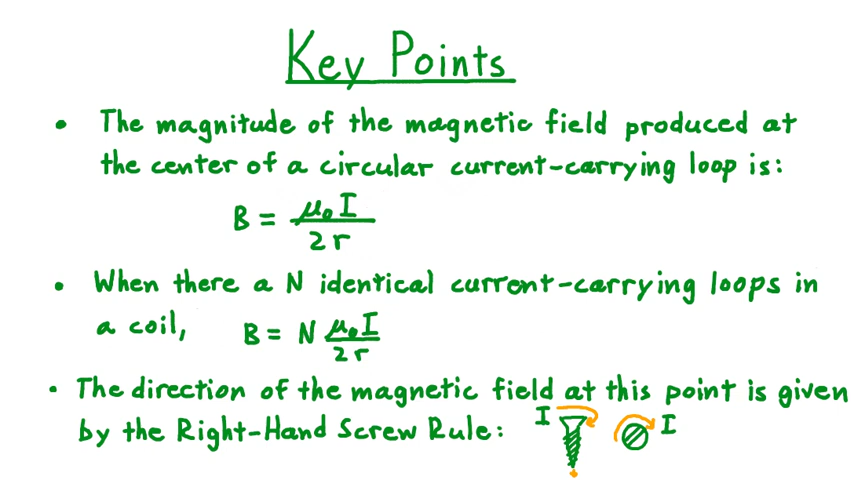 Key Points
• The magnitude of the magnetic field produced at
the center of a circular current-carrying loop is:
B = μ₀I / 2r
• When there a N identical current-carrying loops in
a coil, B = N μ₀I / 2r
• The direction of the magnetic field at this point is given
by the Right-Hand Screw Rule: I I